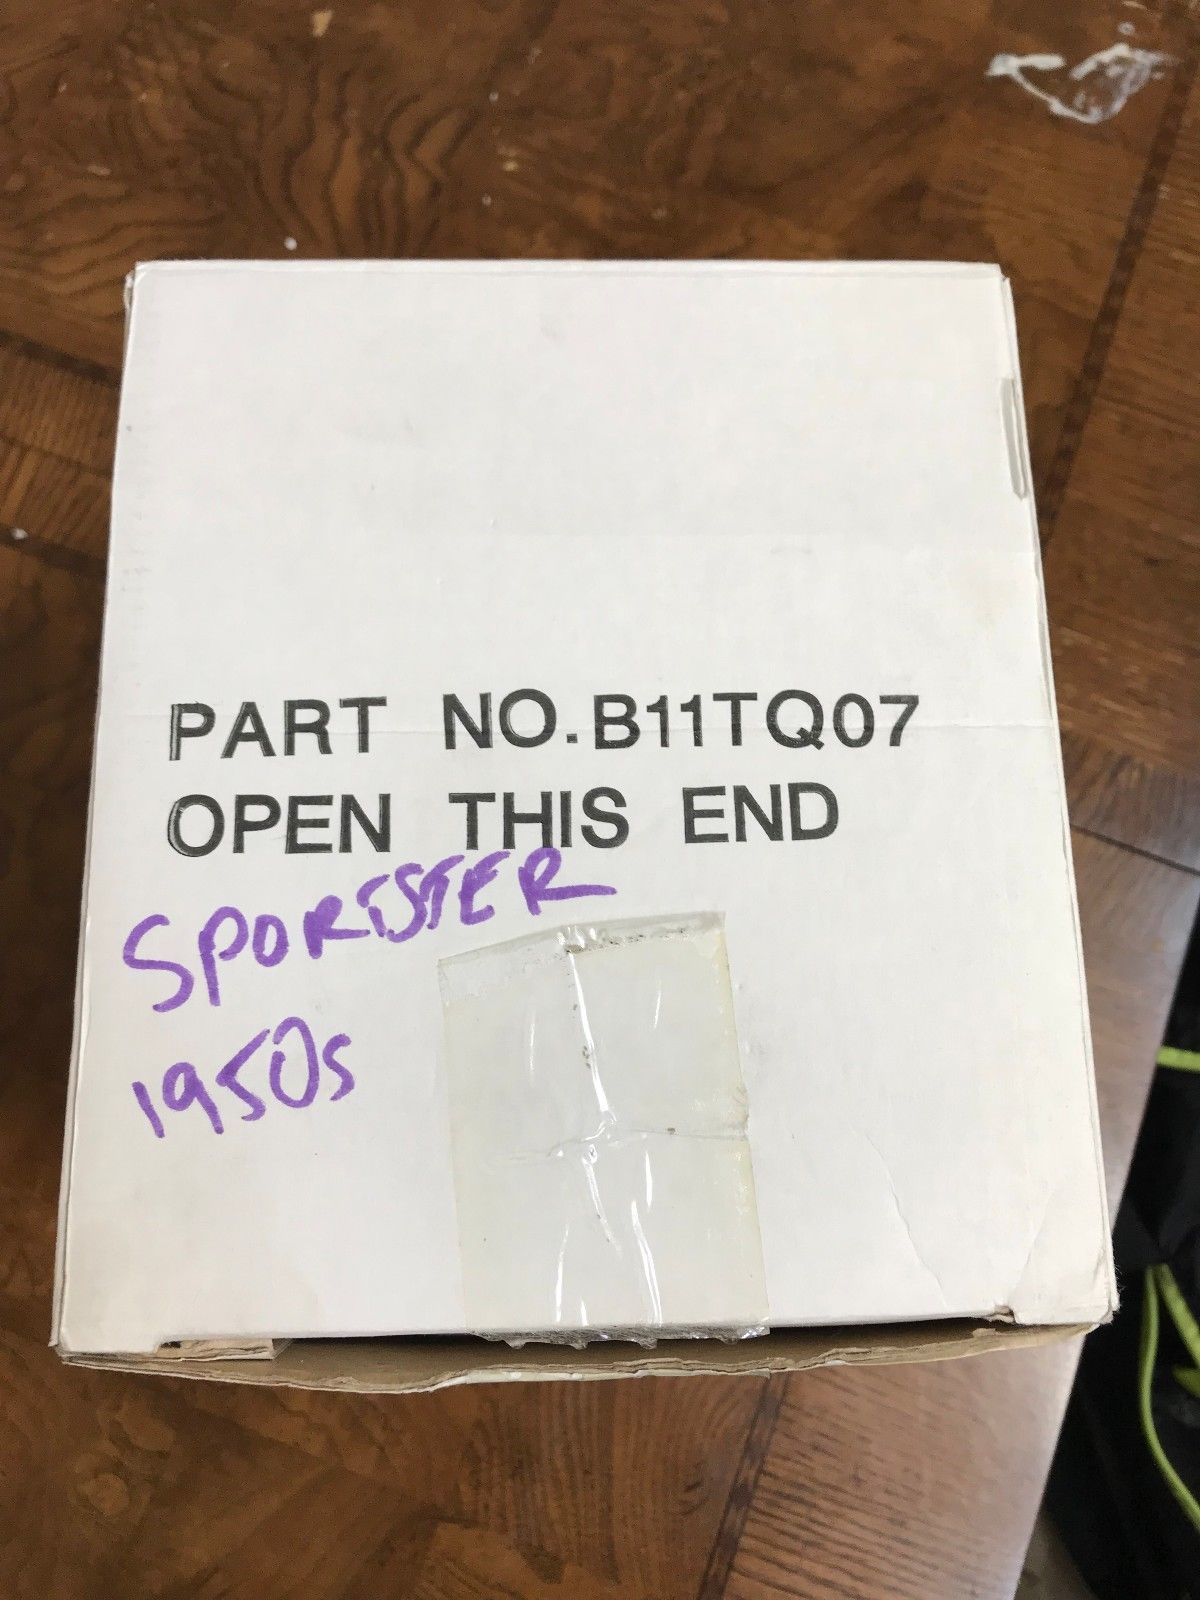 PART NO.B11TQ07
OPEN THIS END
SPORTSTER
1950s